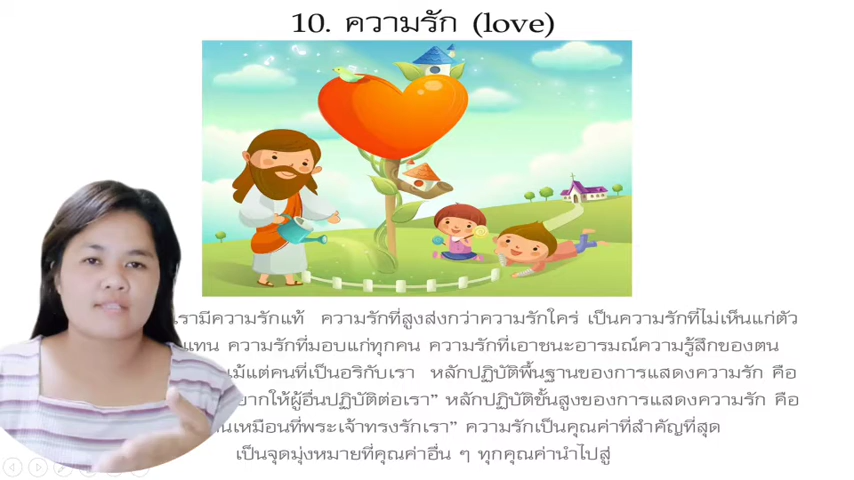 10. ความรัก (love)
เรามีความรักแท้ ความรักที่สูงส่งกว่าความรักใคร่ เป็นความรักที่ไม่เห็นแก่ตัว
แทน ความรักที่มอบแก่ทุกคน ความรักที่เอาชนะอารมณ์ความรู้สึกของตน
แม้แต่คนที่เป็นอริกับเรา หลักปฏิบัติพื้นฐานของการแสดงความรัก คือ
อยากให้ผู้อื่นปฏิบัติต่อเรา” หลักปฏิบัติขั้นสูงของการแสดงความรัก คือ
เหมือนที่พระเจ้าทรงรักเรา” ความรักเป็นคุณค่าที่สำคัญที่สุด
เป็นจุดมุ่งหมายที่คุณค่าอื่น ๆ ทุกคุณค่านำไปสู่